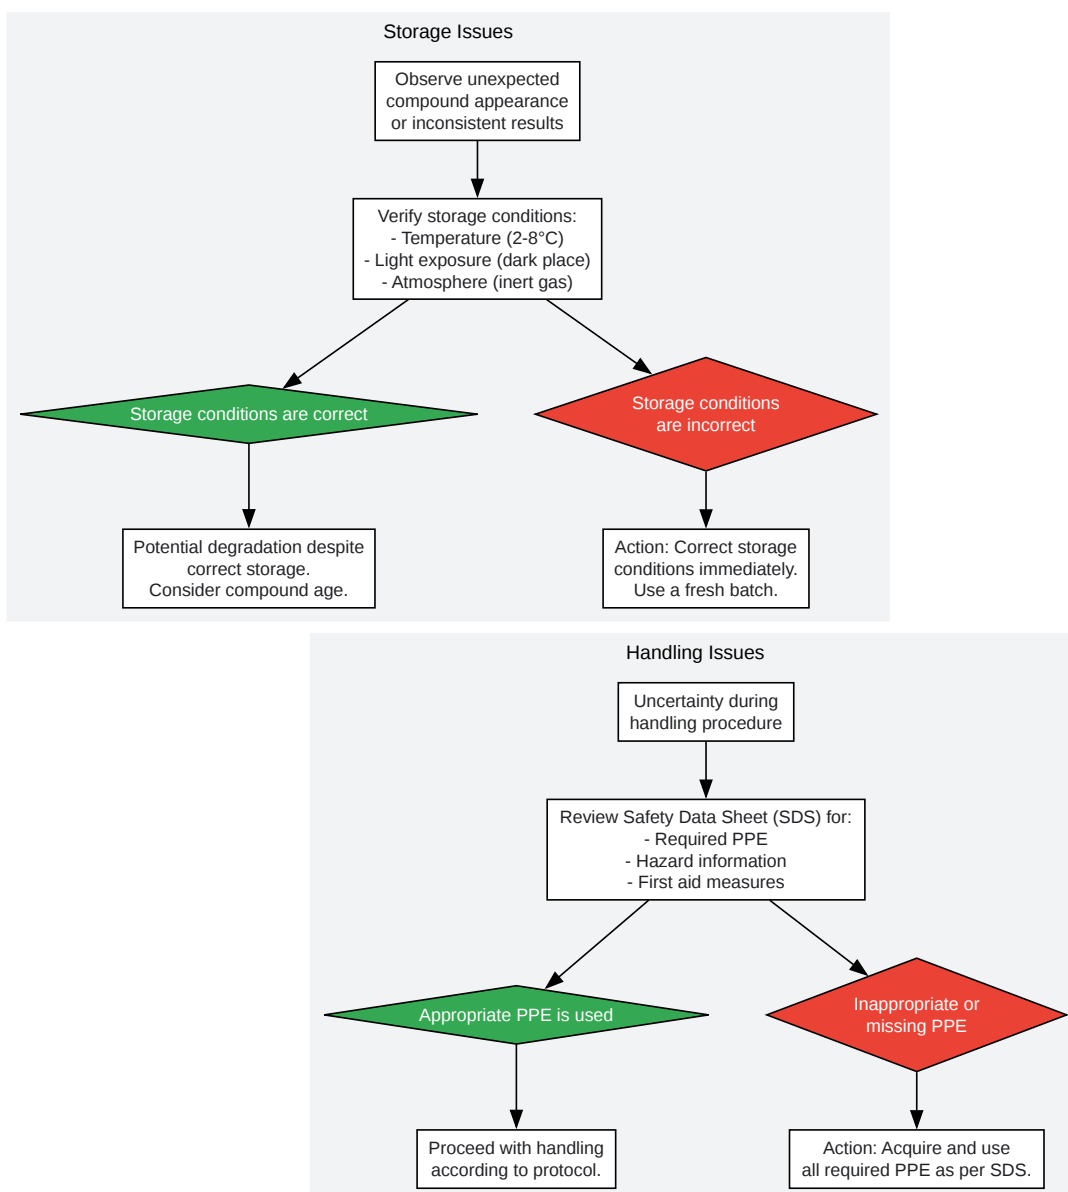 Storage Issues
Observe unexpected
compound appearance
or inconsistent results
Verify storage conditions:
- Temperature (2-8°C)
- Light exposure (dark place)
- Atmosphere (inert gas)
Storage conditions are correct
Storage conditions
are incorrect
Potential degradation despite
correct storage.
Consider compound age.
Action: Correct storage
conditions immediately.
Use a fresh batch.
Handling Issues
Uncertainty during
handling procedure
Review Safety Data Sheet (SDS) for:
- Required PPE
- Hazard information
- First aid measures
Appropriate PPE is used
Inappropriate or
missing PPE
Proceed with handling
according to protocol.
Action: Acquire and use
all required PPE as per SDS.